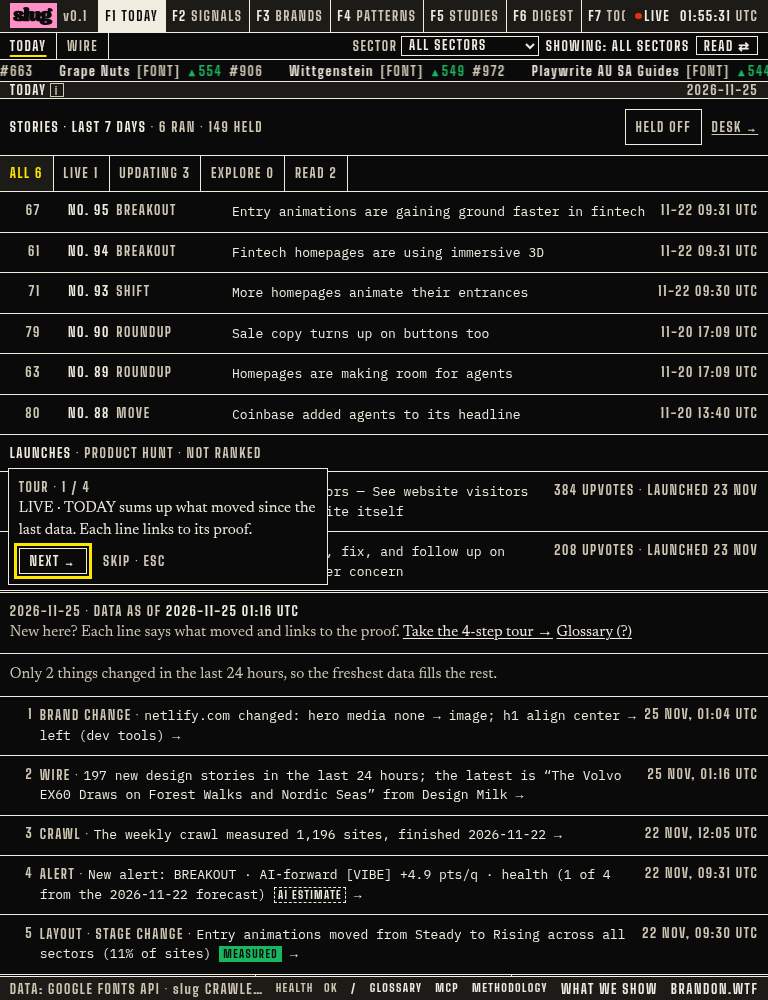 slug v0.1 F1 TODAY F2 SIGNALS F3 BRANDS F4 PATTERNS F5 STUDIES F6 DIGEST F7 LIVE 01:55:31 UTC
TODAY WIRE SECTOR ALL SECTORS SHOWING: ALL SECTORS READ ⇄
#663 Grape Nuts [FONT] ▲554 #906 Wittgenstein [FONT] ▲549 #972 Playwrite AU SA Guides [FONT] ▲544
TODAY i 2026-11-25
STORIES · LAST 7 DAYS · 6 RAN · 149 HELD HELD OFF DESK →
ALL 6 LIVE 1 UPDATING 3 EXPLORE 0 READ 2
67 NO. 95 BREAKOUT Entry animations are gaining ground faster in fintech 11-22 09:31 UTC
61 NO. 94 BREAKOUT Fintech homepages are using immersive 3D 11-22 09:31 UTC
71 NO. 93 SHIFT More homepages animate their entrances 11-22 09:30 UTC
79 NO. 90 ROUNDUP Sale copy turns up on buttons too 11-20 17:09 UTC
63 NO. 89 ROUNDUP Homepages are making room for agents 11-20 17:09 UTC
80 NO. 88 MOVE Coinbase added agents to its headline 11-20 13:40 UTC
LAUNCHES · PRODUCT HUNT · NOT RANKED
TOUR · 1 / 4
LIVE · TODAY sums up what moved since the
last data. Each line links to its proof.
NEXT → SKIP · ESC
— See website visitors 384 UPVOTES · LAUNCHED 23 NOV
itself
, fix, and follow up on 208 UPVOTES · LAUNCHED 23 NOV
concern
2026-11-25 · DATA AS OF 2026-11-25 01:16 UTC
New here? Each line says what moved and links to the proof. Take the 4-step tour → Glossary (?)
Only 2 things changed in the last 24 hours, so the freshest data fills the rest.
1 BRAND CHANGE · netlify.com changed: hero media none → image; h1 align center → 25 NOV, 01:04 UTC
left (dev tools) →
2 WIRE · 197 new design stories in the last 24 hours; the latest is “The Volvo 25 NOV, 01:16 UTC
EX60 Draws on Forest Walks and Nordic Seas” from Design Milk →
3 CRAWL · The weekly crawl measured 1,196 sites, finished 2026-11-22 → 22 NOV, 12:05 UTC
4 ALERT · New alert: BREAKOUT · AI-forward [VIBE] +4.9 pts/q · health (1 of 4 22 NOV, 09:31 UTC
from the 2026-11-22 forecast) AI ESTIMATE →
5 LAYOUT · STAGE CHANGE · Entry animations moved from Steady to Rising across all 22 NOV, 09:30 UTC
sectors (11% of sites) MEASURED →
DATA: GOOGLE FONTS API · slug CRAWLE… HEALTH OK / GLOSSARY MCP METHODOLOGY WHAT WE SHOW BRANDON.WTF